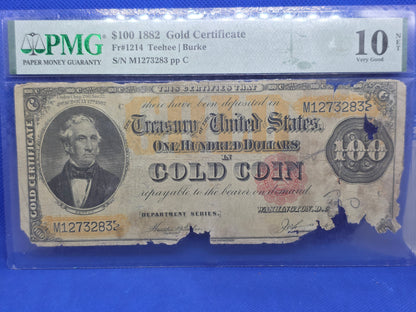 PMG
PAPER MONEY GUARANTY
$100 1882 Gold Certificate
Fr#1214 Teehee | Burke
S/N M1273283 pp C
10 NET
Very Good
THIS CERTIFIES THAT
there have been deposited in
M1273283
Treasury of the United States,
ONE HUNDRED DOLLARS
IN
GOLD COIN
100
repayable to the bearer on demand.
GOLD CERTIFICATE
DEPARTMENT SERIES.
WASHINGTON, D.C.
M1273283